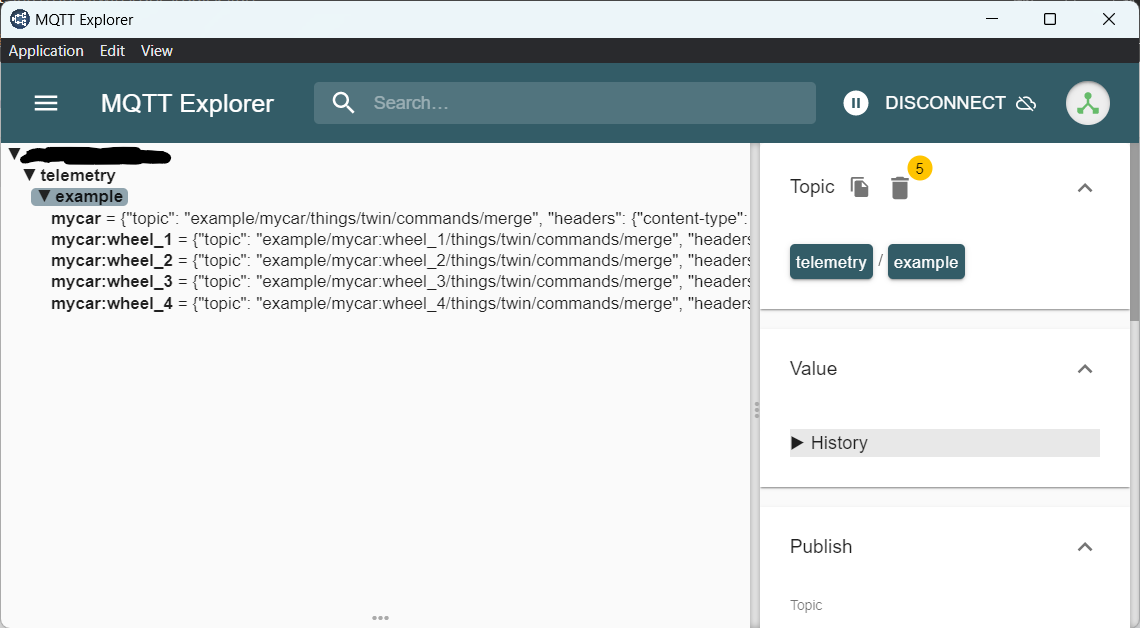 MQTT Explorer
Application Edit View
MQTT Explorer
Search...
DISCONNECT
telemetry
example
mycar = {"topic": "example/mycar/things/twin/commands/merge", "headers": {"content-type":
mycar:wheel_1 = {"topic": "example/mycar:wheel_1/things/twin/commands/merge", "headers
mycar:wheel_2 = {"topic": "example/mycar:wheel_2/things/twin/commands/merge", "headers
mycar:wheel_3 = {"topic": "example/mycar:wheel_3/things/twin/commands/merge", "headers
mycar:wheel_4 = {"topic": "example/mycar:wheel_4/things/twin/commands/merge", "headers
Topic
5
telemetry / example
Value
History
Publish
Topic